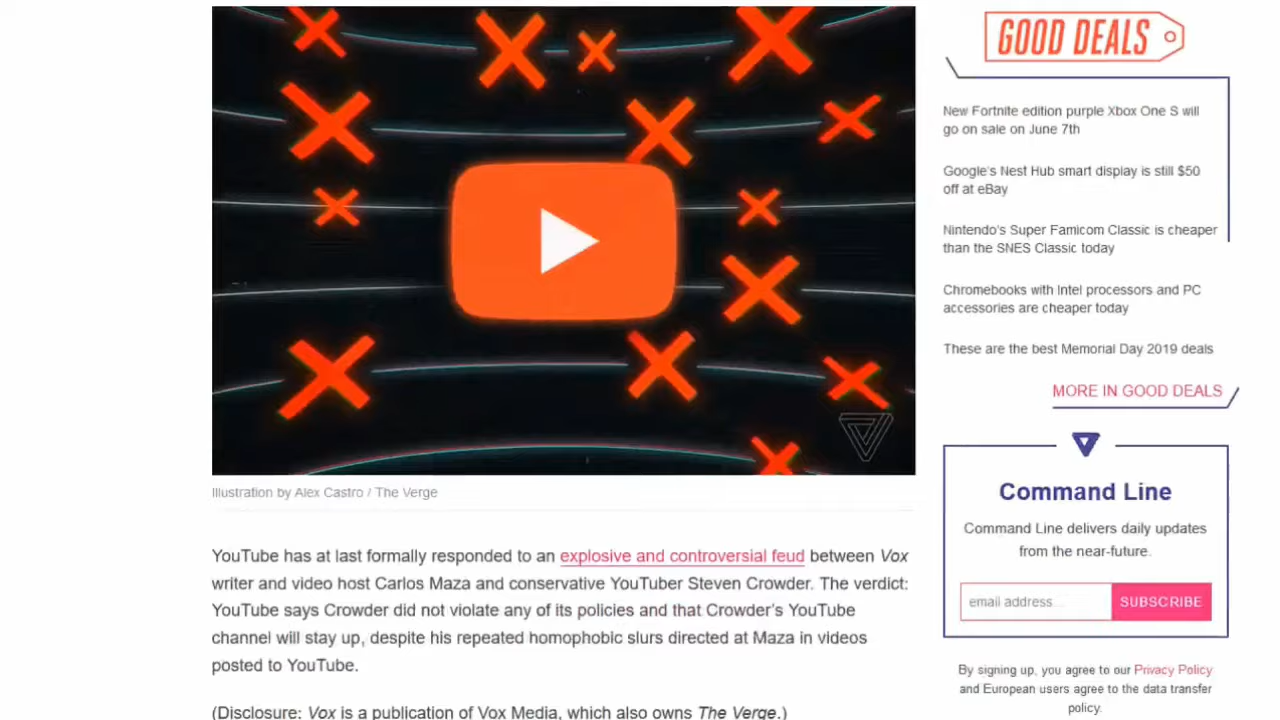 GOOD DEALS
New Fortnite edition purple Xbox One S will
go on sale on June 7th
Google's Nest Hub smart display is still $50
off at eBay
Nintendo's Super Famicom Classic is cheaper
than the SNES Classic today
Chromebooks with Intel processors and PC
accessories are cheaper today
These are the best Memorial Day 2019 deals
MORE IN GOOD DEALS
Illustration by Alex Castro / The Verge
YouTube has at last formally responded to an explosive and controversial feud between Vox
writer and video host Carlos Maza and conservative YouTuber Steven Crowder. The verdict:
YouTube says Crowder did not violate any of its policies and that Crowder's YouTube
channel will stay up, despite his repeated homophobic slurs directed at Maza in videos
posted to YouTube.
(Disclosure: Vox is a publication of Vox Media, which also owns The Verge.)
Command Line
Command Line delivers daily updates
from the near-future.
email address...
SUBSCRIBE
By signing up, you agree to our Privacy Policy
and European users agree to the data transfer
policy.